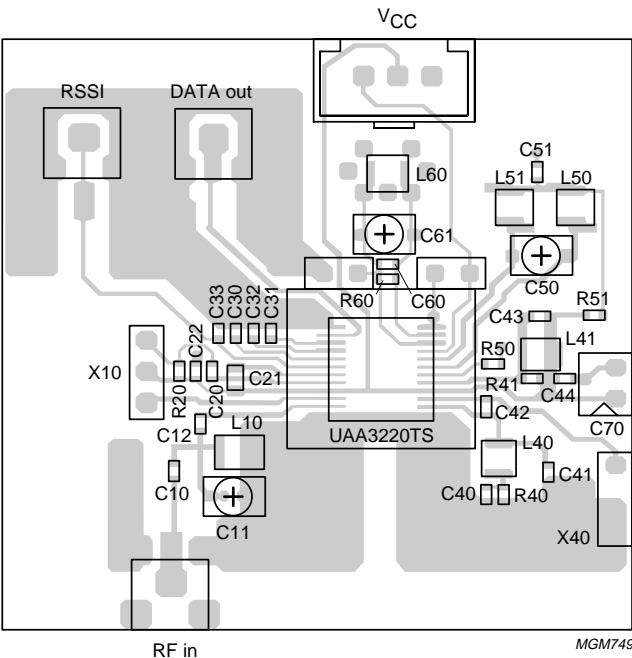 VCC
RSSI
DATA out
C51
L60
L51
L50
C61
C50
R60
C60
C33
C30
C32
C31
C43
R51
L41
X10
R20
C22
C20
C21
R50
R41
C44
C42
C70
C12
L10
UAA3220TS
L40
C10
C41
C40
R40
C11
X40
RF in
MGM749